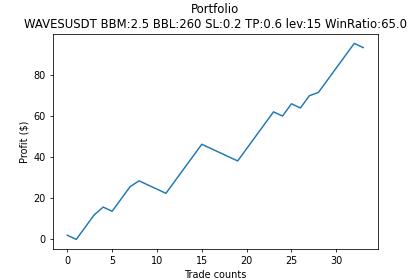 Portfolio
WAVESUSDT BBM:2.5 BBL:260 SL:0.2 TP:0.6 lev:15 WinRatio:65.0
Profit ($)
80
60
40
20
0
0 5 10 15 20 25 30
Trade counts